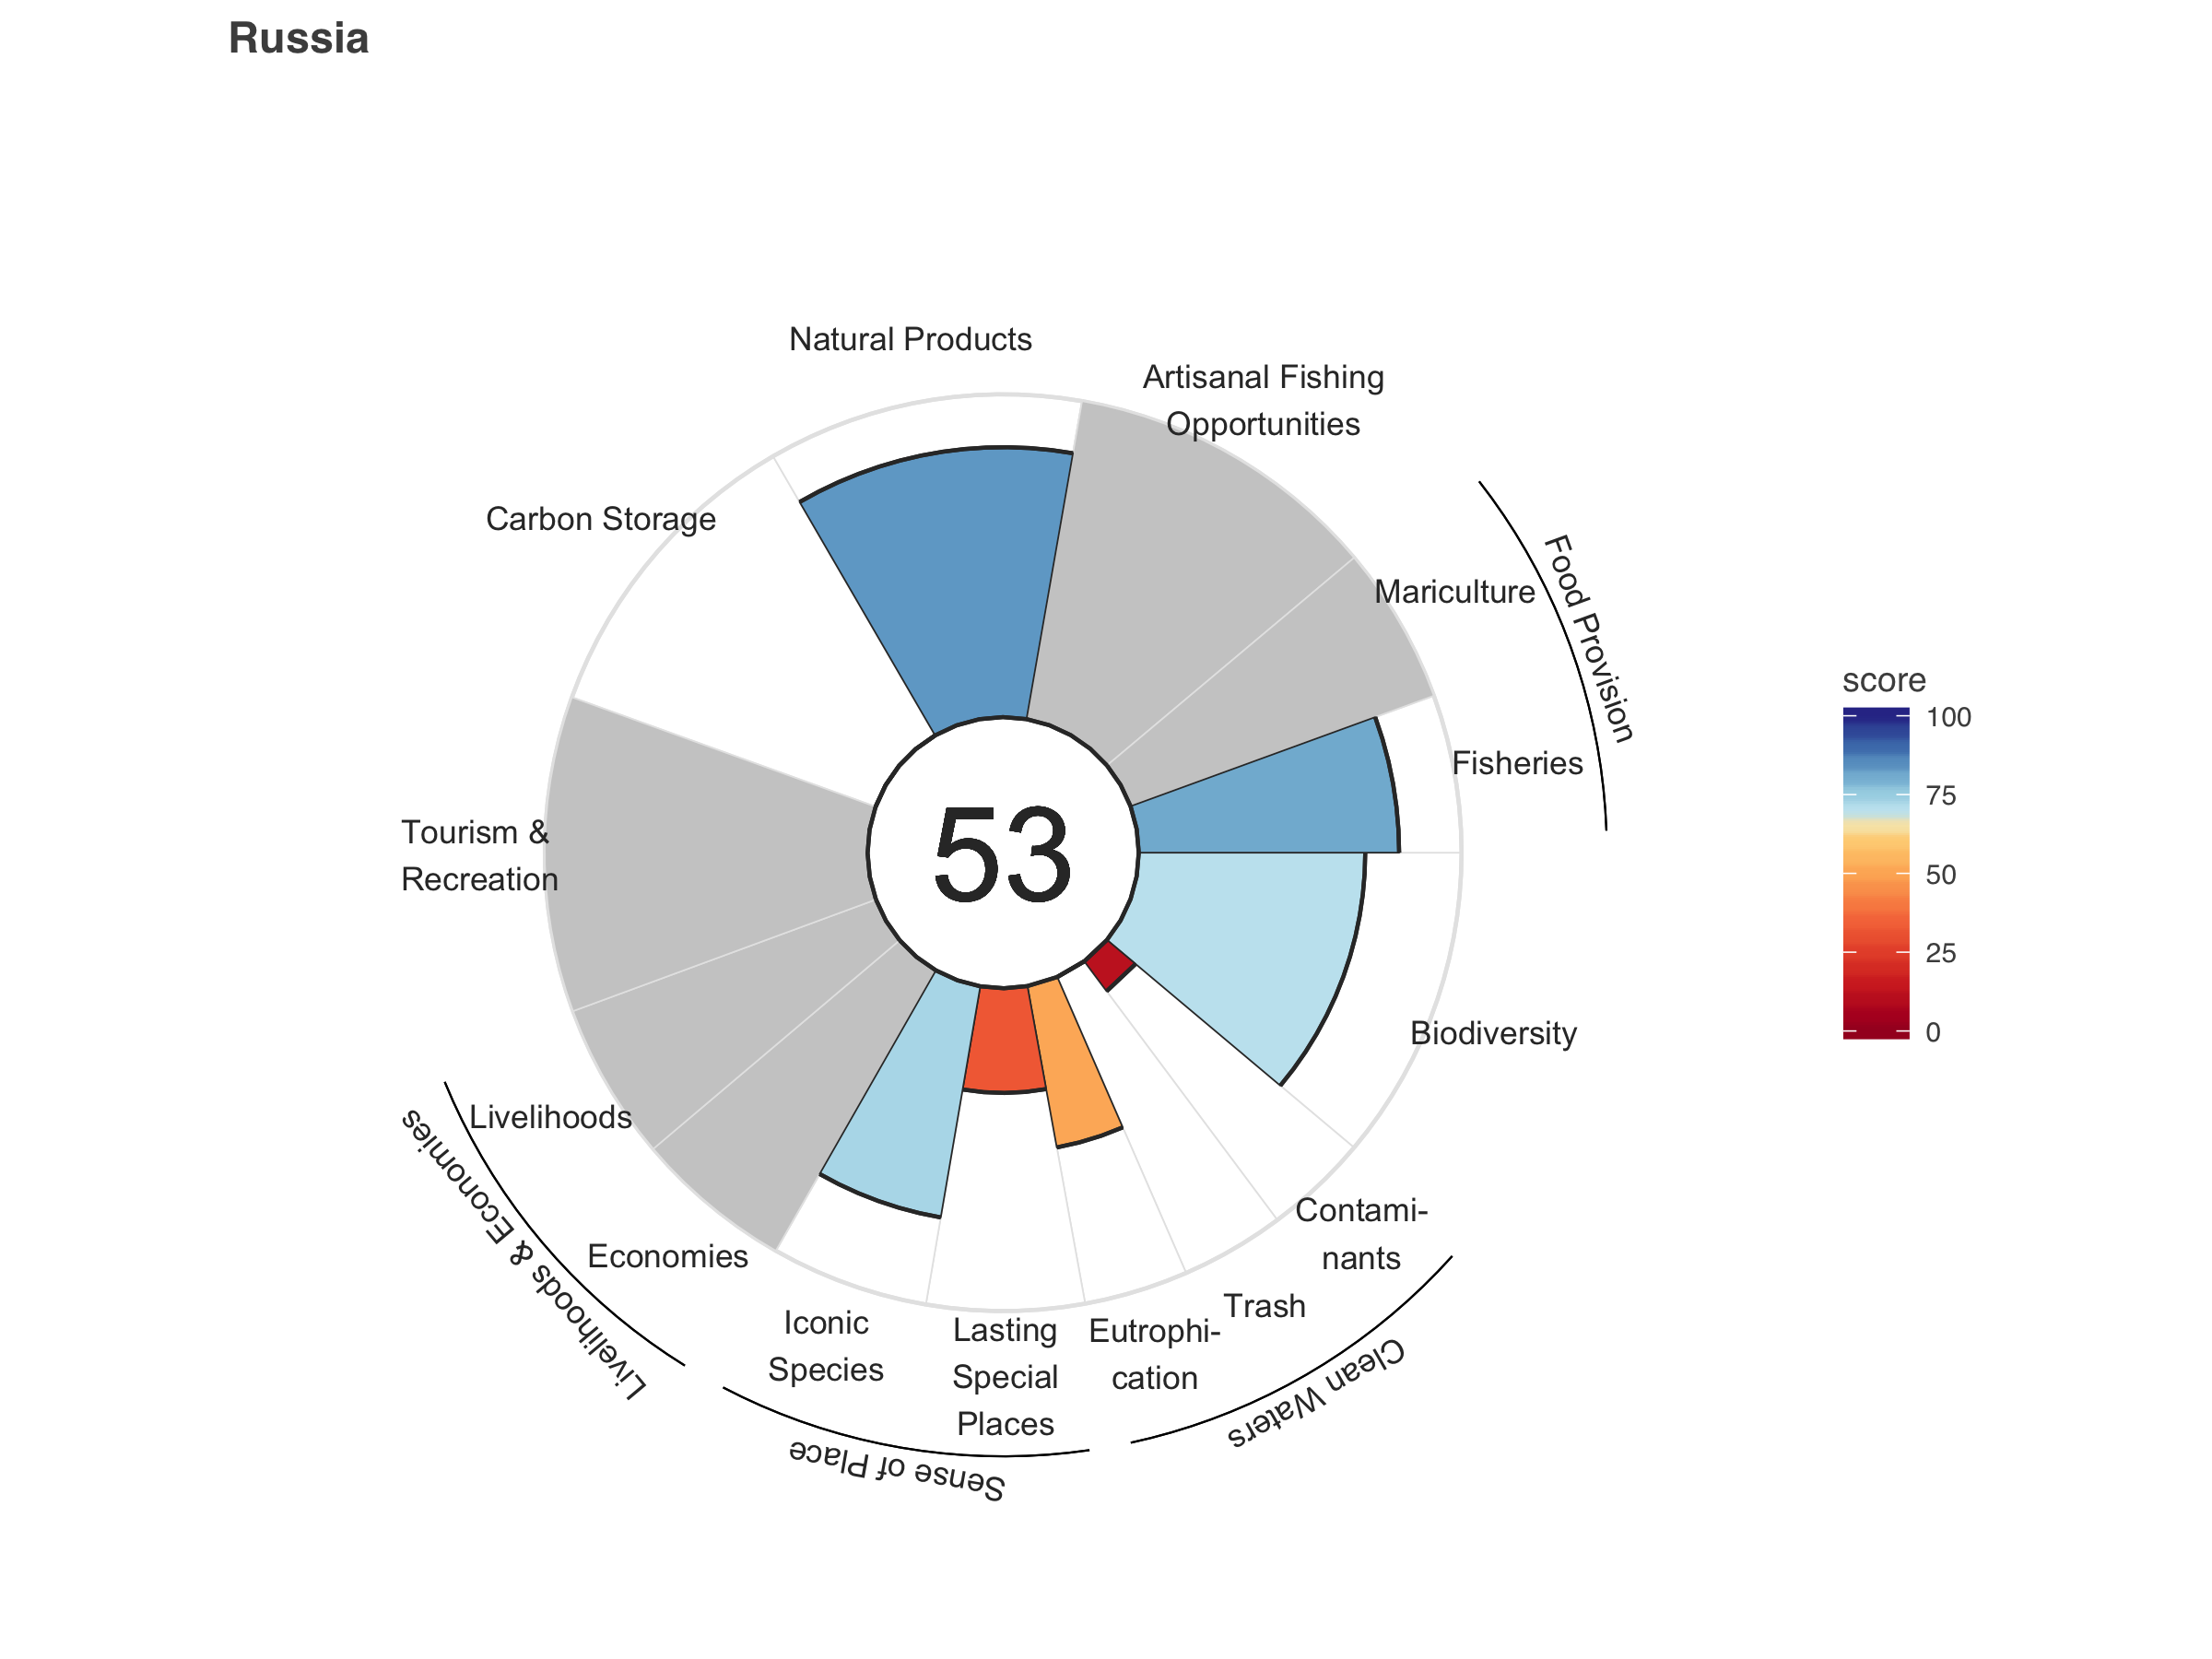 Russia
Natural Products
Artisanal Fishing
Opportunities
Carbon Storage
Mariculture
Food Provision
Fisheries
score
100
75
50
25
0
Tourism &
Recreation
53
Biodiversity
Livelihoods
Livelihoods & Economies
Economies
Contami-
nants
Trash
Clean Waters
Eutrophi-
cation
Lasting
Special
Places
Iconic
Species
Sense of Place